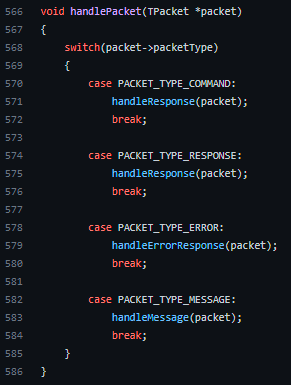 566 void handlePacket(TPacket *packet)
567 {
568     switch(packet->packetType)
569     {
570         case PACKET_TYPE_COMMAND:
571             handleResponse(packet);
572             break;
573
574         case PACKET_TYPE_RESPONSE:
575             handleResponse(packet);
576             break;
577
578         case PACKET_TYPE_ERROR:
579             handleErrorResponse(packet);
580             break;
581
582         case PACKET_TYPE_MESSAGE:
583             handleMessage(packet);
584             break;
585     }
586 }